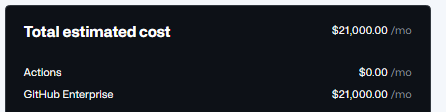 Total estimated cost $21,000.00 /mo
Actions $0.00 /mo
GitHub Enterprise $21,000.00 /mo